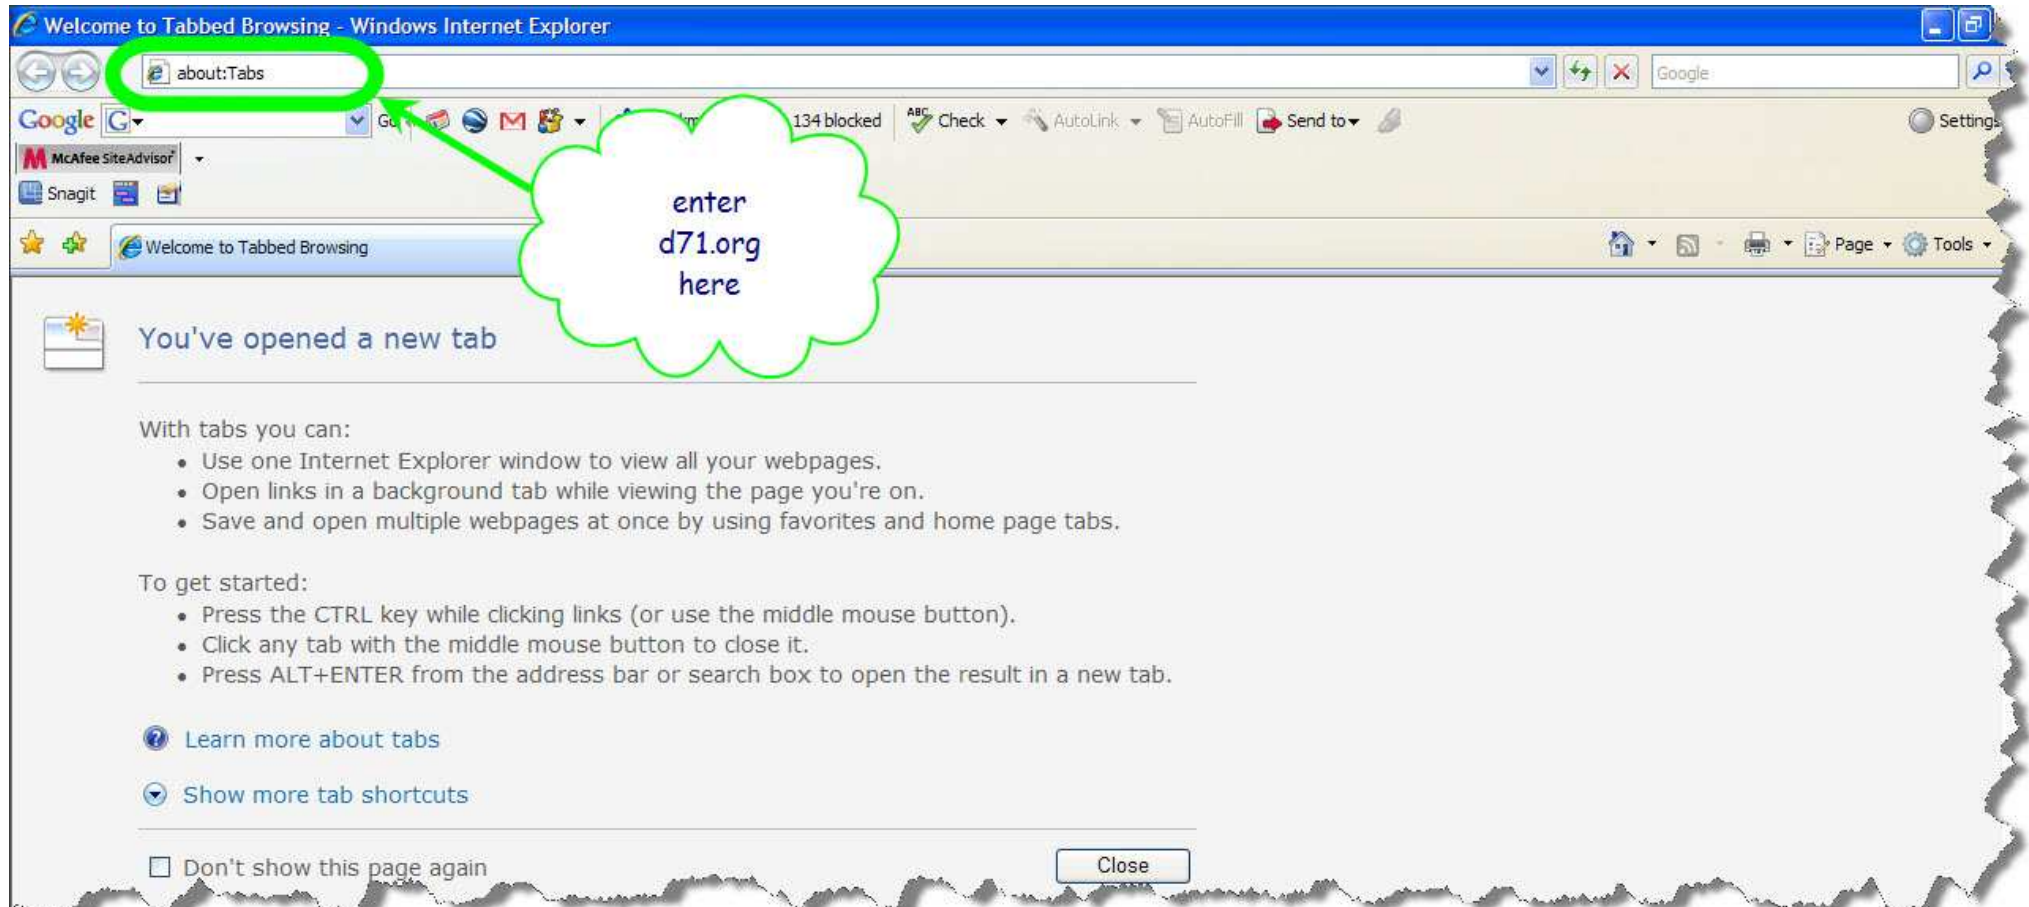 Welcome to Tabbed Browsing - Windows Internet Explorer
about:Tabs
Google
Google G
134 blocked
ABC Check
AutoLink
AutoFill
Send to
Settings
McAfee SiteAdvisor
Snagit
Welcome to Tabbed Browsing
Page
Tools
enter
d71.org
here
You've opened a new tab
With tabs you can:
• Use one Internet Explorer window to view all your webpages.
• Open links in a background tab while viewing the page you're on.
• Save and open multiple webpages at once by using favorites and home page tabs.
To get started:
• Press the CTRL key while clicking links (or use the middle mouse button).
• Click any tab with the middle mouse button to close it.
• Press ALT+ENTER from the address bar or search box to open the result in a new tab.
Learn more about tabs
Show more tab shortcuts
Don't show this page again
Close